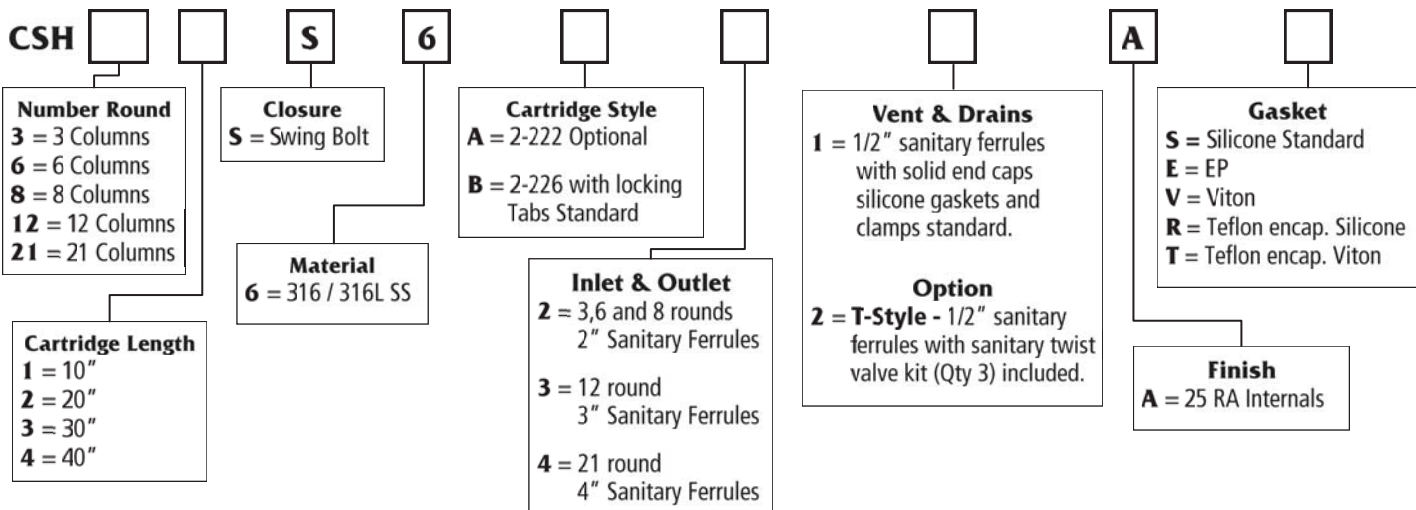 CSH S 6 A
Number Round
3 = 3 Columns
6 = 6 Columns
8 = 8 Columns
12 = 12 Columns
21 = 21 Columns
Cartridge Length
1 = 10”
2 = 20”
3 = 30”
4 = 40”
Closure
S = Swing Bolt
Material
6 = 316 / 316L SS
Cartridge Style
A = 2-222 Optional
B = 2-226 with locking
Tabs Standard
Inlet & Outlet
2 = 3,6 and 8 rounds
2” Sanitary Ferrules
3 = 12 round
3” Sanitary Ferrules
4 = 21 round
4” Sanitary Ferrules
Vent & Drains
1 = 1/2” sanitary ferrules
with solid end caps
silicone gaskets and
clamps standard.
Option
2 = T-Style - 1/2” sanitary
ferrules with sanitary twist
valve kit (Qty 3) included.
Finish
A = 25 RA Internals
Gasket
S = Silicone Standard
E = EP
V = Viton
R = Teflon encap. Silicone
T = Teflon encap. Viton